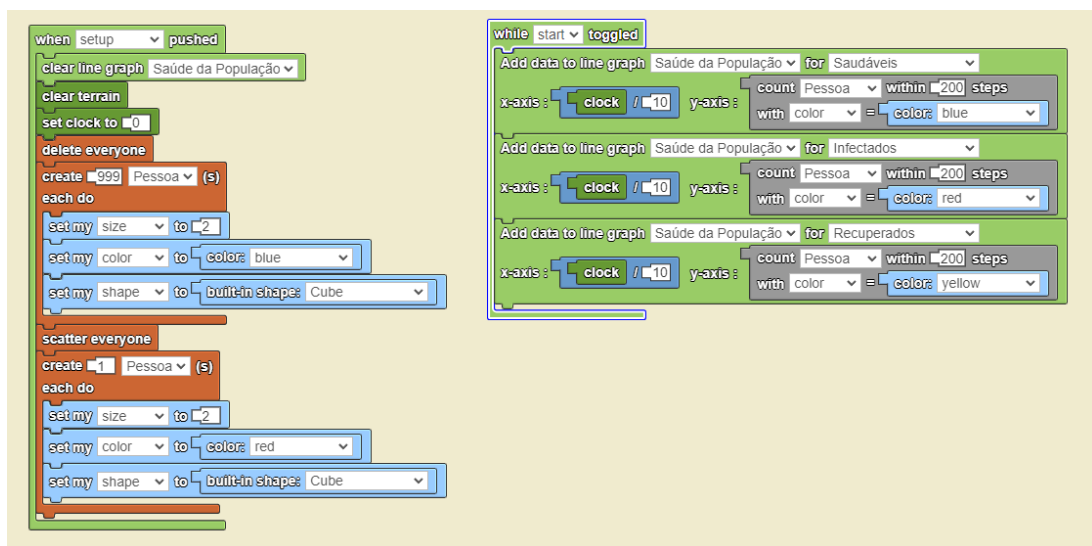 when setup pushed
clear line graph Saúde da População
clear terrain
set clock to 0
delete everyone
create 999 Pessoa (s)
each do
set my size to 2
set my color to color: blue
set my shape to built-in shape: Cube
scatter everyone
create 1 Pessoa (s)
each do
set my size to 2
set my color to color: red
set my shape to built-in shape: Cube
while start toggled
Add data to line graph Saúde da População for Saudáveis
x-axis : clock / 10 y-axis : count Pessoa within 200 steps
with color = color: blue
Add data to line graph Saúde da População for Infectados
x-axis : clock / 10 y-axis : count Pessoa within 200 steps
with color = color: red
Add data to line graph Saúde da População for Recuperados
x-axis : clock / 10 y-axis : count Pessoa within 200 steps
with color = color: yellow